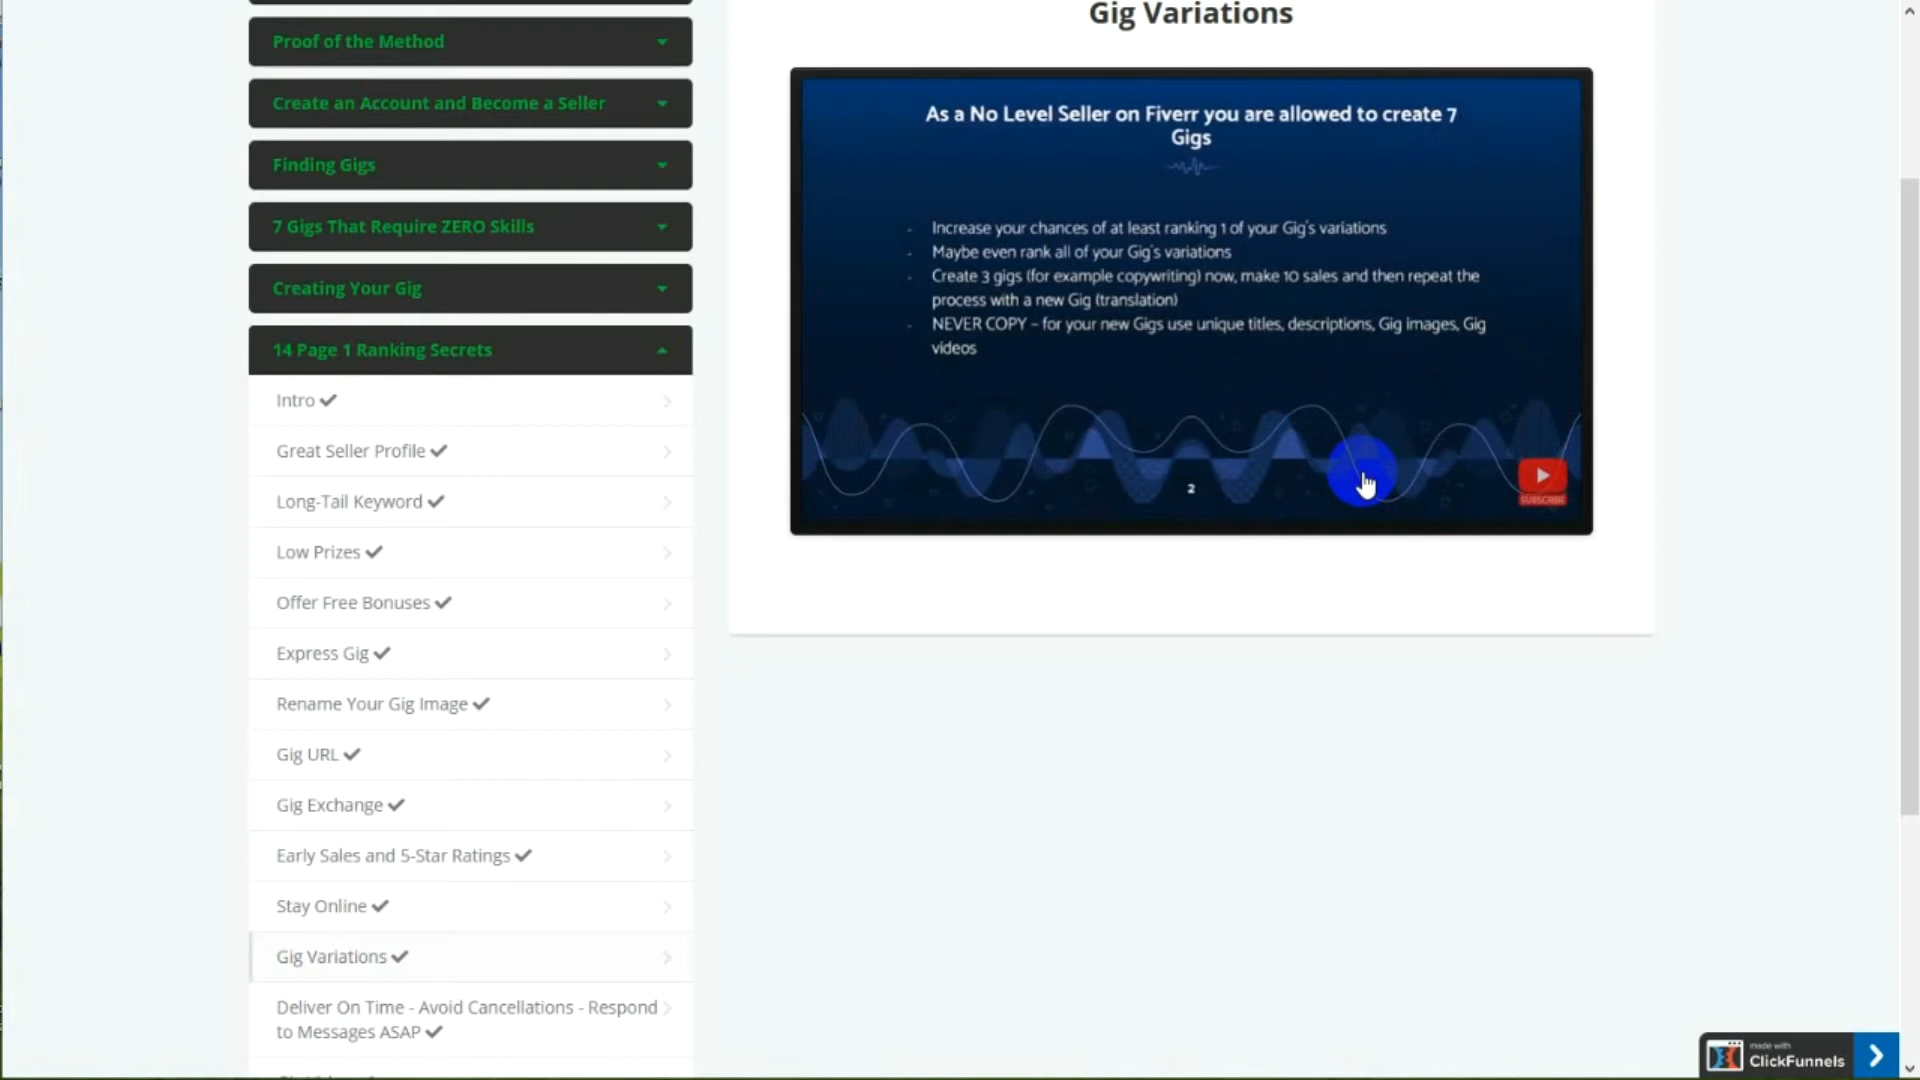 Proof of the Method
Create an Account and Become a Seller
Finding Gigs
7 Gigs That Require ZERO Skills
Creating Your Gig
14 Page 1 Ranking Secrets
Intro
Great Seller Profile
Long-Tail Keyword
Low Prizes
Offer Free Bonuses
Express Gig
Rename Your Gig Image
Gig URL
Gig Exchange
Early Sales and 5-Star Ratings
Stay Online
Gig Variations
Deliver On Time - Avoid Cancellations - Respond
to Messages ASAP
Gig Variations
As a No Level Seller on Fiverr you are allowed to create 7
Gigs
- Increase your chances of at least ranking 1 of your Gig's variations
- Maybe even rank all of your Gig's variations
- Create 3 gigs (for example copywriting) now, make 10 sales and then repeat the
process with a new Gig (translation)
- NEVER COPY – for your new Gigs use unique titles, descriptions, Gig images, Gig
videos
2
SUBSCRIBE
made with
ClickFunnels